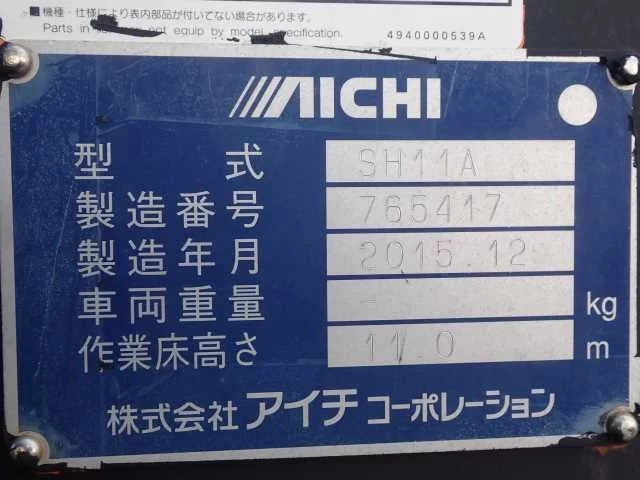 ■機種・仕様により表内部品が付いてない場合があります。
Parts in not equip by model specification. 4940000539A
AICHI
型式 SH11A
製造番号 765417
製造年月 2015.12
車両重量 - kg
作業床高さ 11.0 m
株式会社アイチコーポレーション